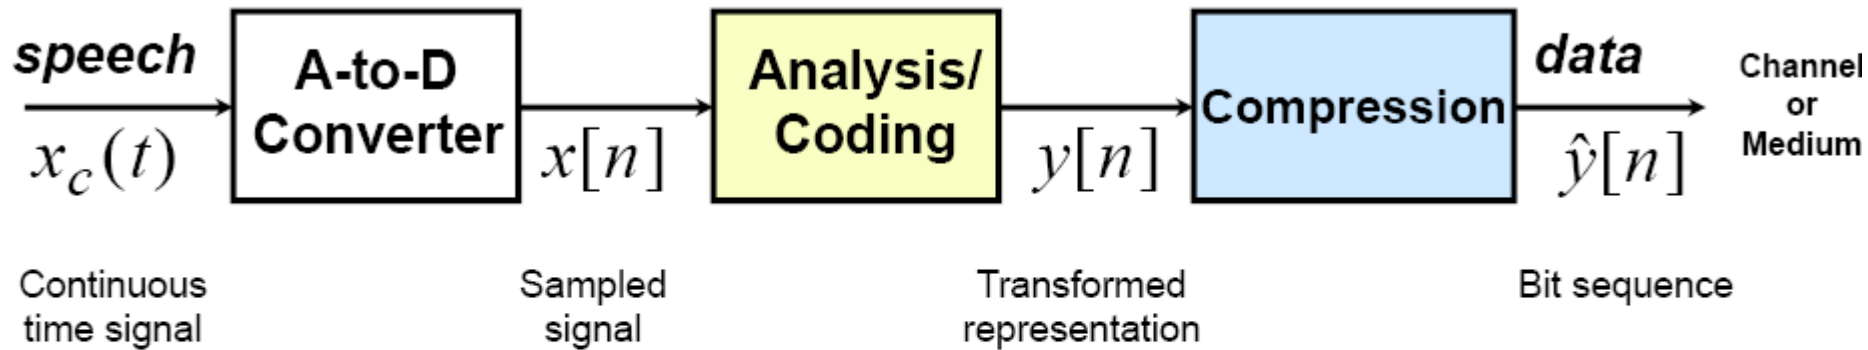 speech
x_c(t)
A-to-D
Converter
x[n]
Analysis/
Coding
y[n]
Compression
data
ŷ[n]
Channel
or
Medium
Continuous
time signal
Sampled
signal
Transformed
representation
Bit sequence